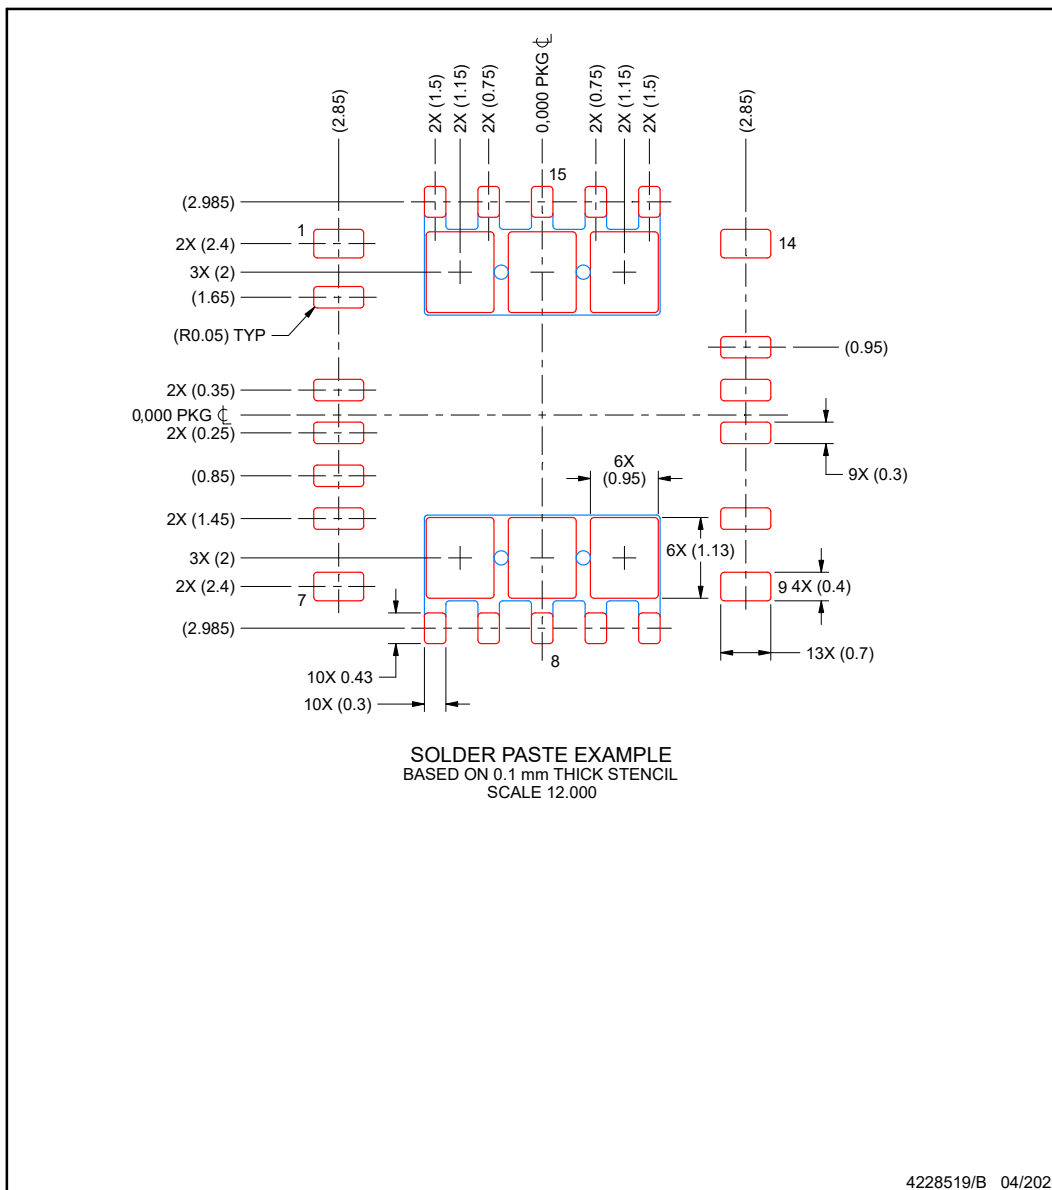 (2.85)
2X (1.5)
2X (1.15)
2X (0.75)
0,000 PKG ℄
2X (0.75)
2X (1.15)
2X (1.5)
(2.85)
15
(2.985)
1
2X (2.4)
14
3X (2)
(1.65)
(R0.05) TYP
(0.95)
2X (0.35)
0,000 PKG ℄
2X (0.25)
6X
(0.95)
(0.85)
9X (0.3)
2X (1.45)
3X (2)
6X (1.13)
2X (2.4)
7
9
4X (0.4)
(2.985)
8
13X (0.7)
10X 0.43
10X (0.3)
SOLDER PASTE EXAMPLE
BASED ON 0.1 mm THICK STENCIL
SCALE 12.000
4228519/B 04/202